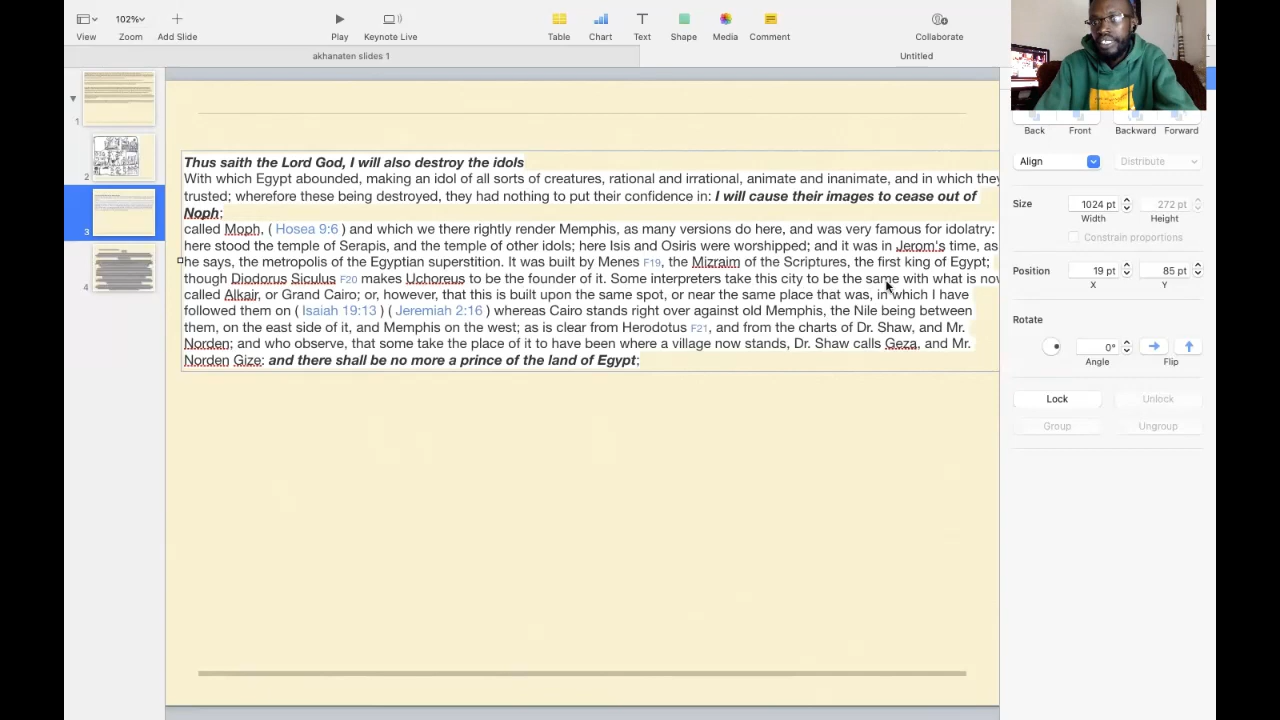 View
102%
Zoom
Add Slide
Play
Keynote Live
Table
Chart
Text
Shape
Media
Comment
Collaborate
akhanaten slides 1
Untitled
1
2
3
4
Thus saith the Lord God, I will also destroy the idols
With which Egypt abounded, making an idol of all sorts of creatures, rational and irrational, animate and inanimate, and in which they
trusted; wherefore these being destroyed, they had nothing to put their confidence in: I will cause their images to cease out of
Noph;
called Moph, ( Hosea 9:6 ) and which we there rightly render Memphis, as many versions do here, and was very famous for idolatry:
here stood the temple of Serapis, and the temple of other idols; here Isis and Osiris were worshipped; and it was in Jerom's time, as
he says, the metropolis of the Egyptian superstition. It was built by Menes F19, the Mizraim of the Scriptures, the first king of Egypt;
though Diodorus Siculus F20 makes Uchoreus to be the founder of it. Some interpreters take this city to be the same with what is now
called Alkair, or Grand Cairo; or, however, that this is built upon the same spot, or near the same place that was, in which I have
followed them on ( Isaiah 19:13 ) ( Jeremiah 2:16 ) whereas Cairo stands right over against old Memphis, the Nile being between
them, on the east side of it, and Memphis on the west; as is clear from Herodotus F21, and from the charts of Dr. Shaw, and Mr.
Norden; and who observe, that some take the place of it to have been where a village now stands, Dr. Shaw calls Geza, and Mr.
Norden Gize: and there shall be no more a prince of the land of Egypt;
Back
Front
Backward
Forward
Align
Distribute
Size
1024 pt
272 pt
Width
Height
Constrain proportions
Position
19 pt
85 pt
X
Y
Rotate
0°
Angle
Flip
Lock
Unlock
Group
Ungroup